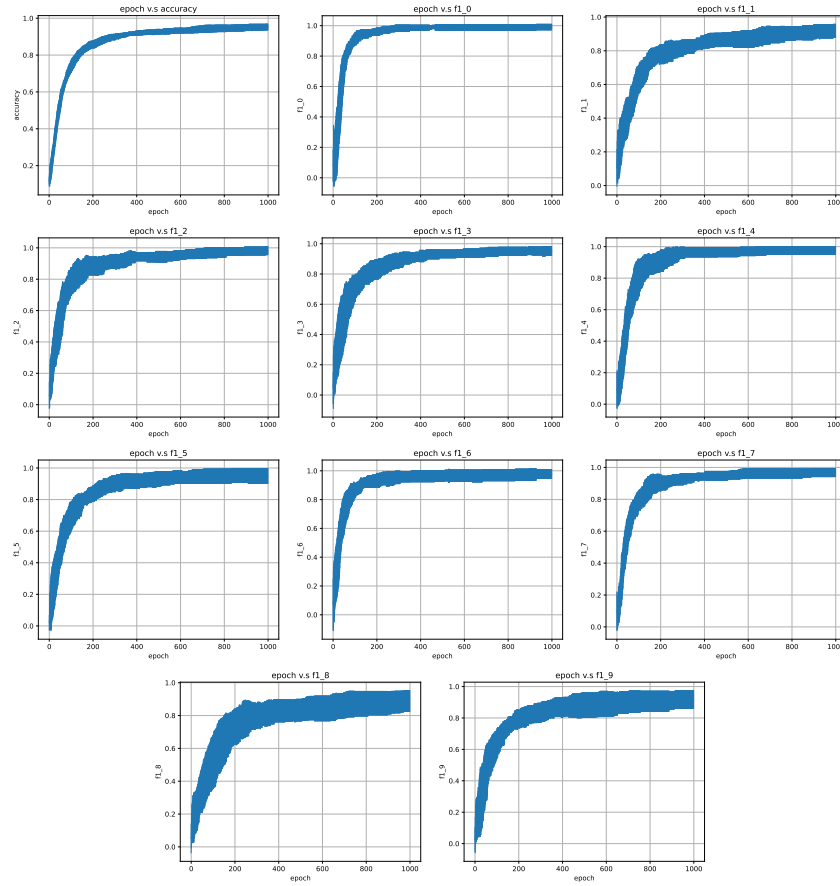 epoch v.s accuracy
accuracy
1.0
0.8
0.6
0.4
0.2
0 200 400 600 800 1000
epoch
epoch v.s f1_0
f1_0
1.0
0.8
0.6
0.4
0.2
0.0
0 200 400 600 800 1000
epoch
epoch v.s f1_1
f1_1
1.0
0.8
0.6
0.4
0.2
0.0
0 200 400 600 800 1000
epoch
epoch v.s f1_2
f1_2
1.0
0.8
0.6
0.4
0.2
0.0
0 200 400 600 800 1000
epoch
epoch v.s f1_3
f1_3
1.0
0.8
0.6
0.4
0.2
0.0
0 200 400 600 800 1000
epoch
epoch v.s f1_4
f1_4
1.0
0.8
0.6
0.4
0.2
0.0
0 200 400 600 800 1000
epoch
epoch v.s f1_5
f1_5
1.0
0.8
0.6
0.4
0.2
0.0
0 200 400 600 800 1000
epoch
epoch v.s f1_6
f1_6
1.0
0.8
0.6
0.4
0.2
0.0
0 200 400 600 800 1000
epoch
epoch v.s f1_7
f1_7
1.0
0.8
0.6
0.4
0.2
0.0
0 200 400 600 800 1000
epoch
epoch v.s f1_8
f1_8
1.0
0.8
0.6
0.4
0.2
0.0
0 200 400 600 800 1000
epoch
epoch v.s f1_9
f1_9
1.0
0.8
0.6
0.4
0.2
0.0
0 200 400 600 800 1000
epoch